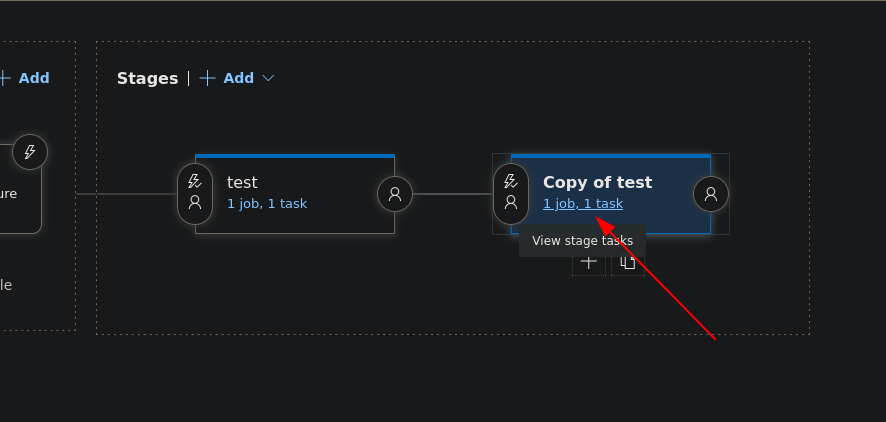 Add
Stages | Add
ure
test
1 job, 1 task
Copy of test
1 job, 1 task
View stage tasks
le